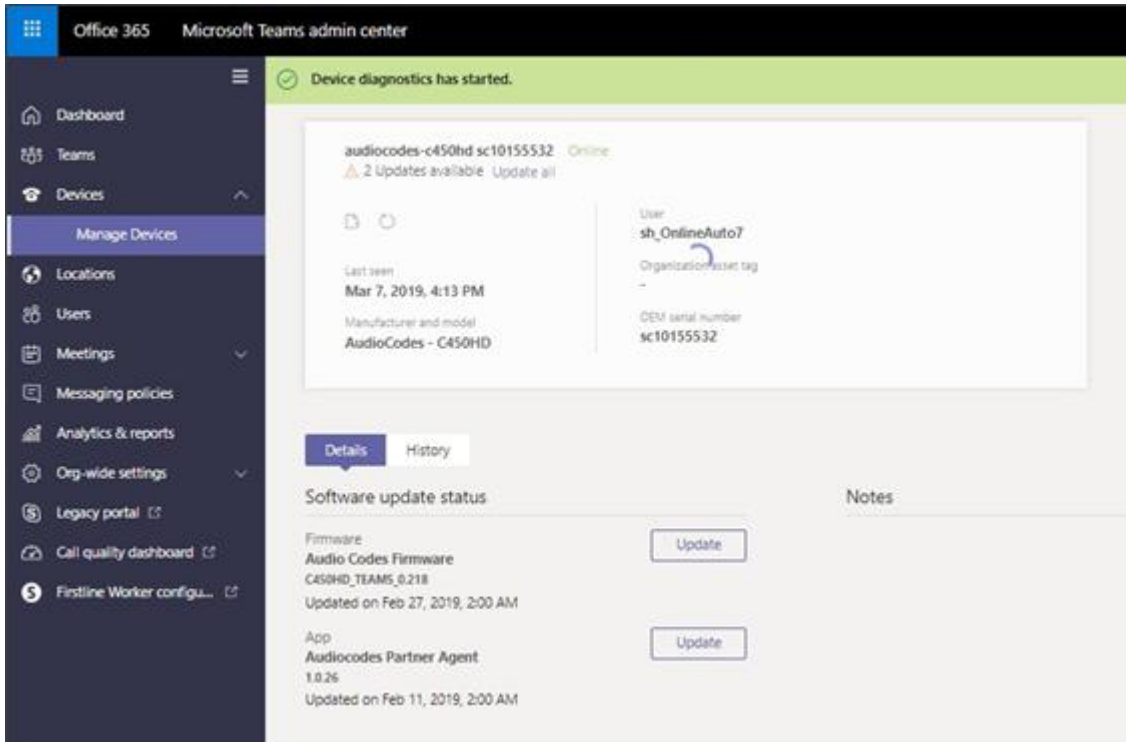 Office 365 Microsoft Teams admin center
Device diagnostics has started.
Dashboard
Teams
Devices
Manage Devices
Locations
Users
Meetings
Messaging policies
Analytics & reports
Org-wide settings
Legacy portal
Call quality dashboard
Firstline Worker configu...
audiocodes-c450hd sc10155532 Online
2 Updates available Update all
Last seen
Mar 7, 2019, 4:13 PM
Manufacturer and model
AudioCodes - C450HD
User
sh_OnlineAuto7
Organization asset tag
-
OEM serial number
sc10155532
Details History
Software update status
Firmware
Audio Codes Firmware
C450HD_TEAMS_0.218
Updated on Feb 27, 2019, 2:00 AM
Update
App
Audiocodes Partner Agent
1.0.26
Updated on Feb 11, 2019, 2:00 AM
Update
Notes